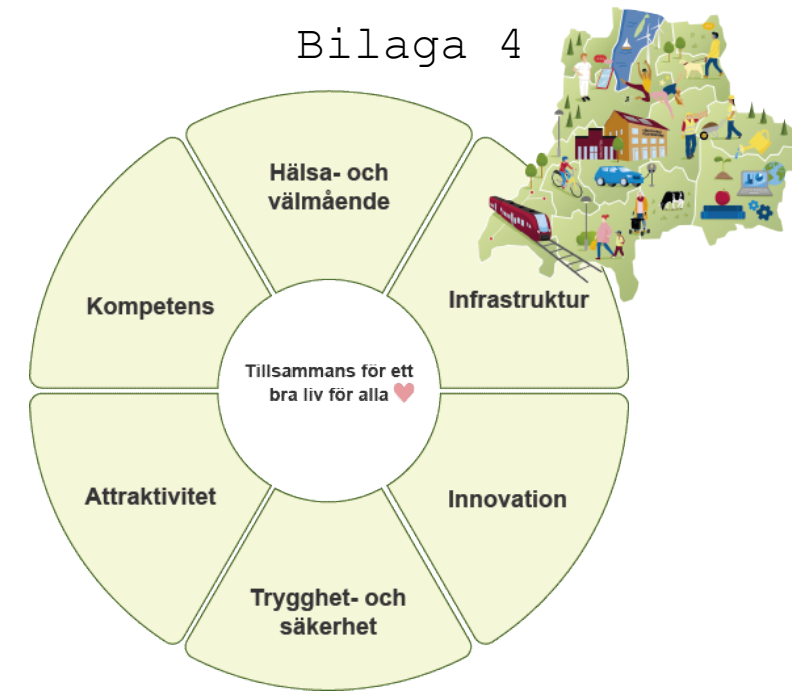 Bilaga 4
Hälsa- och
välmående
Kompetens
Infrastruktur
Tillsammans för ett
bra liv för alla
Attraktivitet
Innovation
Trygghet- och
säkerhet